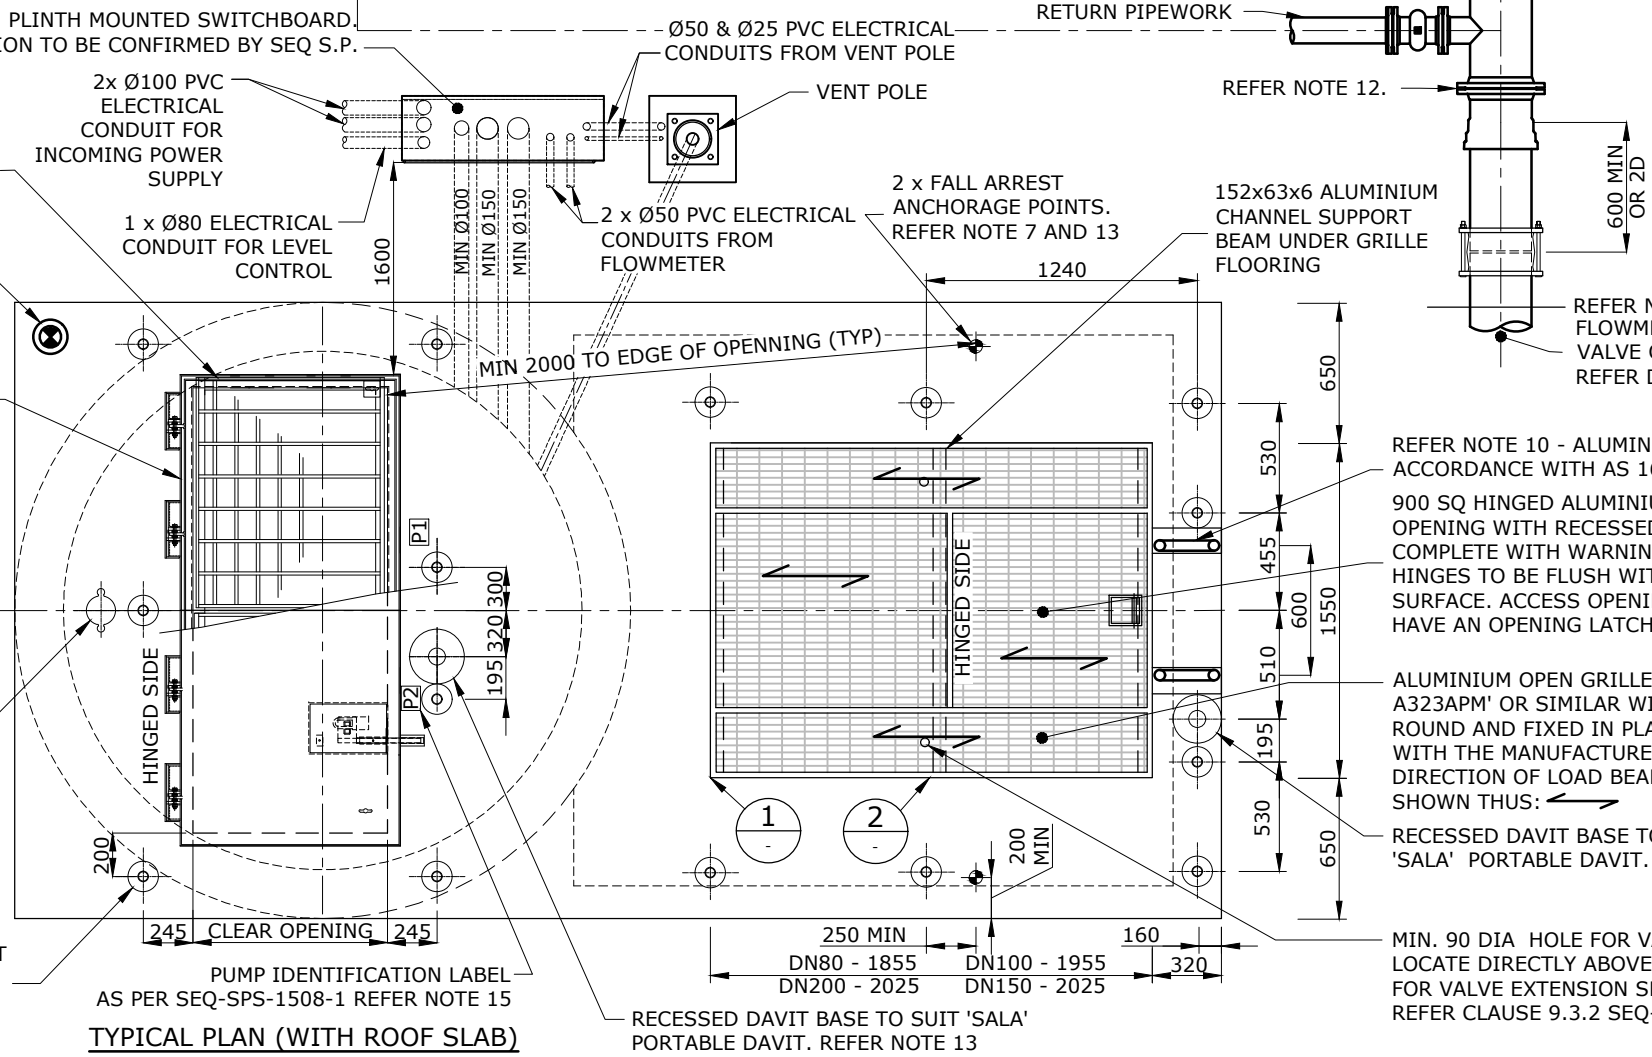 PLINTH MOUNTED SWITCHBOARD.
ION TO BE CONFIRMED BY SEQ S.P.
2x Ø100 PVC
ELECTRICAL
CONDUIT FOR
INCOMING POWER
SUPPLY
1 x Ø80 ELECTRICAL
CONDUIT FOR LEVEL
CONTROL
1600
Ø50 & Ø25 PVC ELECTRICAL
CONDUITS FROM VENT POLE
VENT POLE
MIN Ø100
MIN Ø150
MIN Ø150
2 x Ø50 PVC ELECTRICAL
CONDUITS FROM
FLOWMETER
2 x FALL ARREST
ANCHORAGE POINTS.
REFER NOTE 7 AND 13
152x63x6 ALUMINIUM
CHANNEL SUPPORT
BEAM UNDER GRILLE
FLOORING
1240
RETURN PIPEWORK
REFER NOTE 12.
600 MIN
OR 2D
REFER N
FLOWME
VALVE C
REFER D
MIN 2000 TO EDGE OF OPENNING (TYP)
650
530
455
600
1550
510
195
530
650
REFER NOTE 10 - ALUMIN
ACCORDANCE WITH AS 16
900 SQ HINGED ALUMINIU
OPENING WITH RECESSED
COMPLETE WITH WARNIN
HINGES TO BE FLUSH WIT
SURFACE. ACCESS OPENI
HAVE AN OPENING LATCH
ALUMINIUM OPEN GRILLE
A323APM' OR SIMILAR WI
ROUND AND FIXED IN PLA
WITH THE MANUFACTURE
DIRECTION OF LOAD BEA
SHOWN THUS:
RECESSED DAVIT BASE TO
'SALA' PORTABLE DAVIT.
MIN. 90 DIA HOLE FOR VA
LOCATE DIRECTLY ABOVE
FOR VALVE EXTENSION SP
REFER CLAUSE 9.3.2 SEQ-
P1
300
320
195
P2
HINGED SIDE
HINGED SIDE
200
1
-
2
-
200
MIN
245
CLEAR OPENING
245
250 MIN
160
DN80 - 1855
DN100 - 1955
320
DN200 - 2025
DN150 - 2025
T
PUMP IDENTIFICATION LABEL
AS PER SEQ-SPS-1508-1 REFER NOTE 15
RECESSED DAVIT BASE TO SUIT 'SALA'
PORTABLE DAVIT. REFER NOTE 13
TYPICAL PLAN (WITH ROOF SLAB)